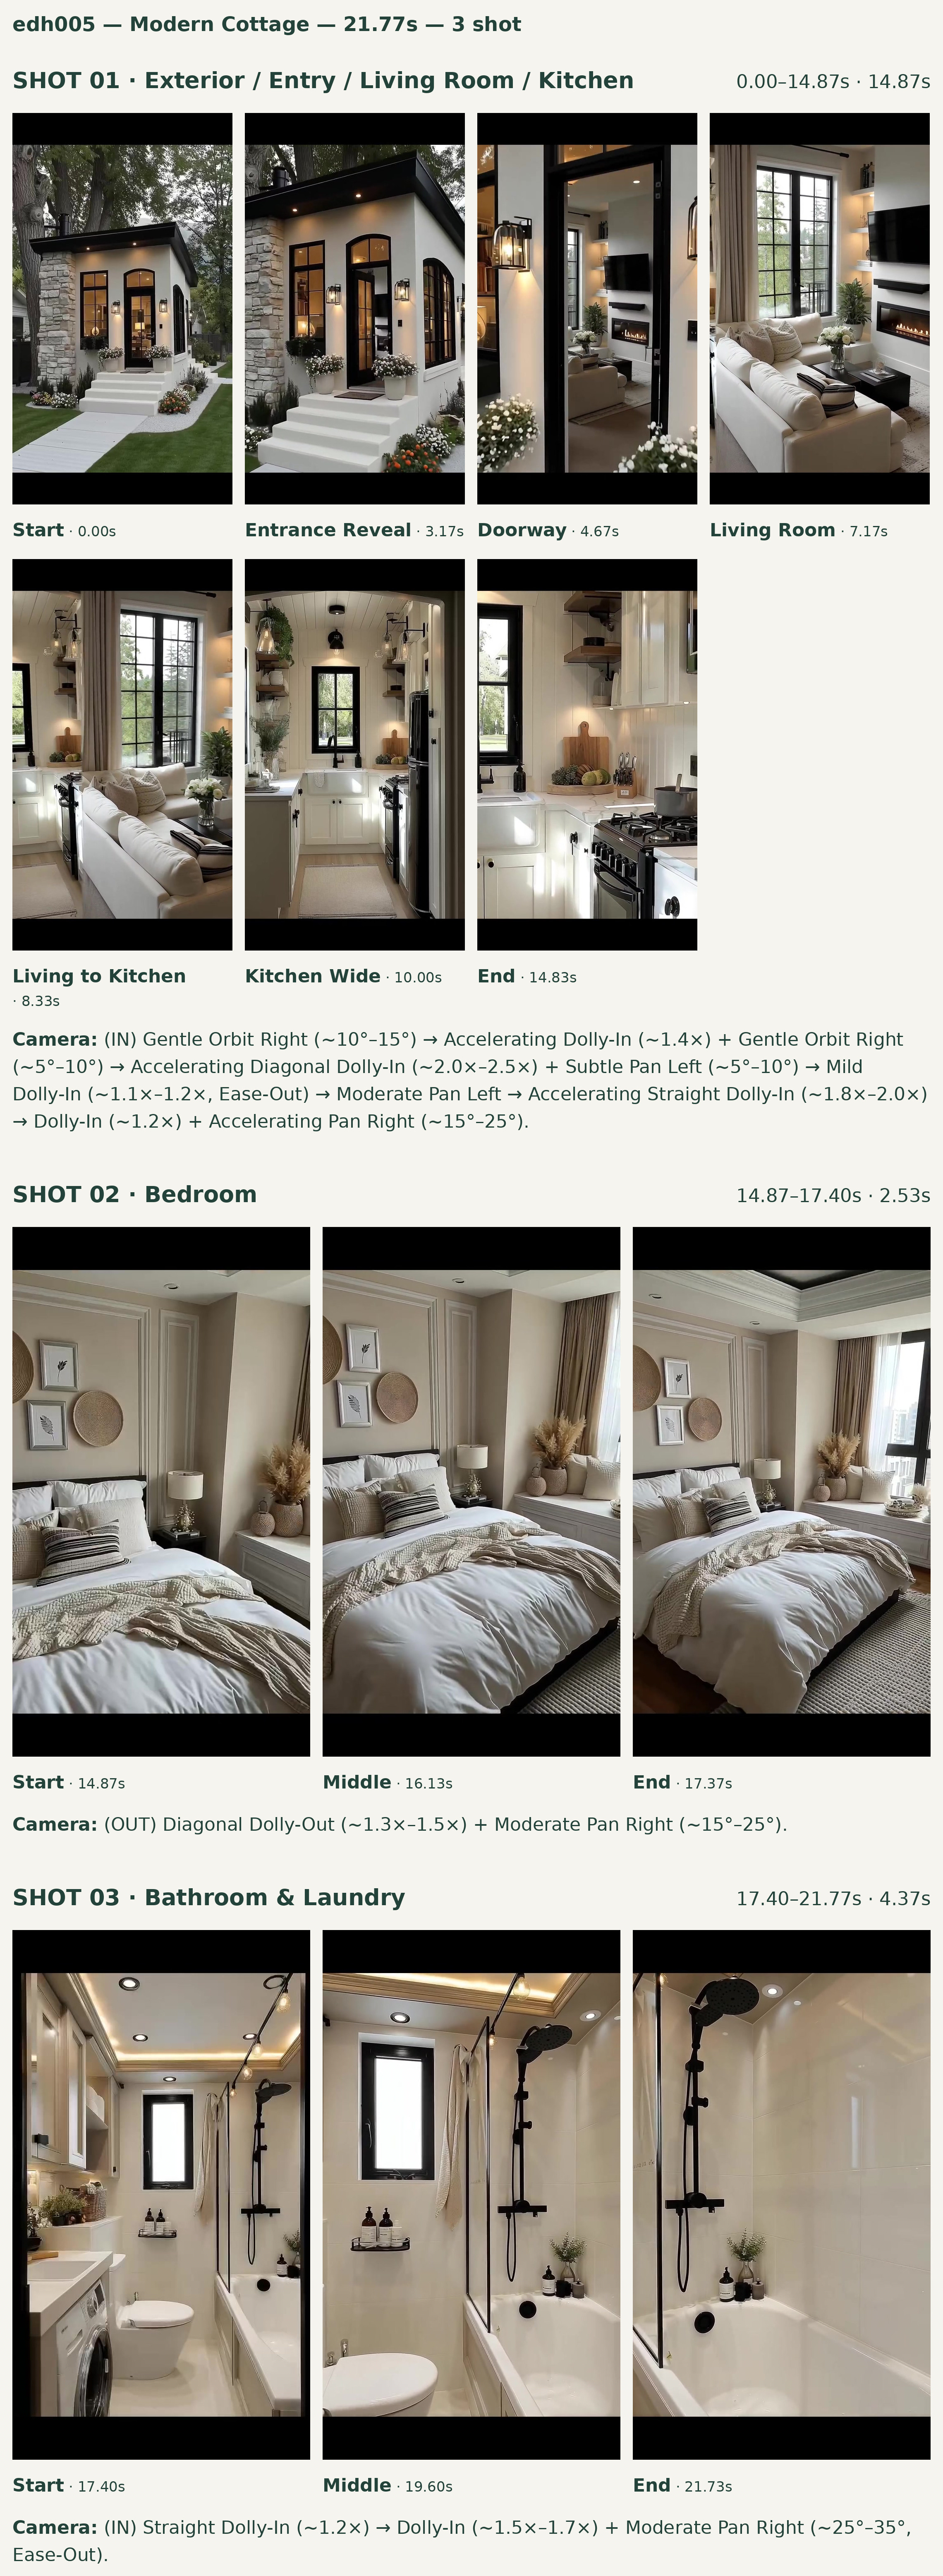 edh005 — Modern Cottage — 21.77s — 3 shot
SHOT 01 · Exterior / Entry / Living Room / Kitchen
0.00–14.87s · 14.87s
Start · 0.00s
Entrance Reveal · 3.17s
Doorway · 4.67s
Living Room · 7.17s
Living to Kitchen
· 8.33s
Kitchen Wide · 10.00s
End · 14.83s
Camera: (IN) Gentle Orbit Right (~10°–15°) → Accelerating Dolly-In (~1.4×) + Gentle Orbit Right
(~5°–10°) → Accelerating Diagonal Dolly-In (~2.0×–2.5×) + Subtle Pan Left (~5°–10°) → Mild
Dolly-In (~1.1×–1.2×, Ease-Out) → Moderate Pan Left → Accelerating Straight Dolly-In (~1.8×–2.0×)
→ Dolly-In (~1.2×) + Accelerating Pan Right (~15°–25°).
SHOT 02 · Bedroom
14.87–17.40s · 2.53s
Start · 14.87s
Middle · 16.13s
End · 17.37s
Camera: (OUT) Diagonal Dolly-Out (~1.3×–1.5×) + Moderate Pan Right (~15°–25°).
SHOT 03 · Bathroom & Laundry
17.40–21.77s · 4.37s
Start · 17.40s
Middle · 19.60s
End · 21.73s
Camera: (IN) Straight Dolly-In (~1.2×) → Dolly-In (~1.5×–1.7×) + Moderate Pan Right (~25°–35°,
Ease-Out).